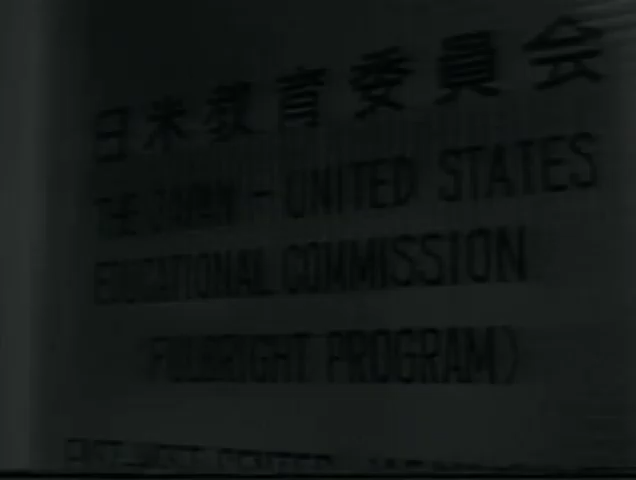 日米教育委員会
THE JAPAN - UNITED STATES
EDUCATIONAL COMMISSION
(FULBRIGHT PROGRAM)